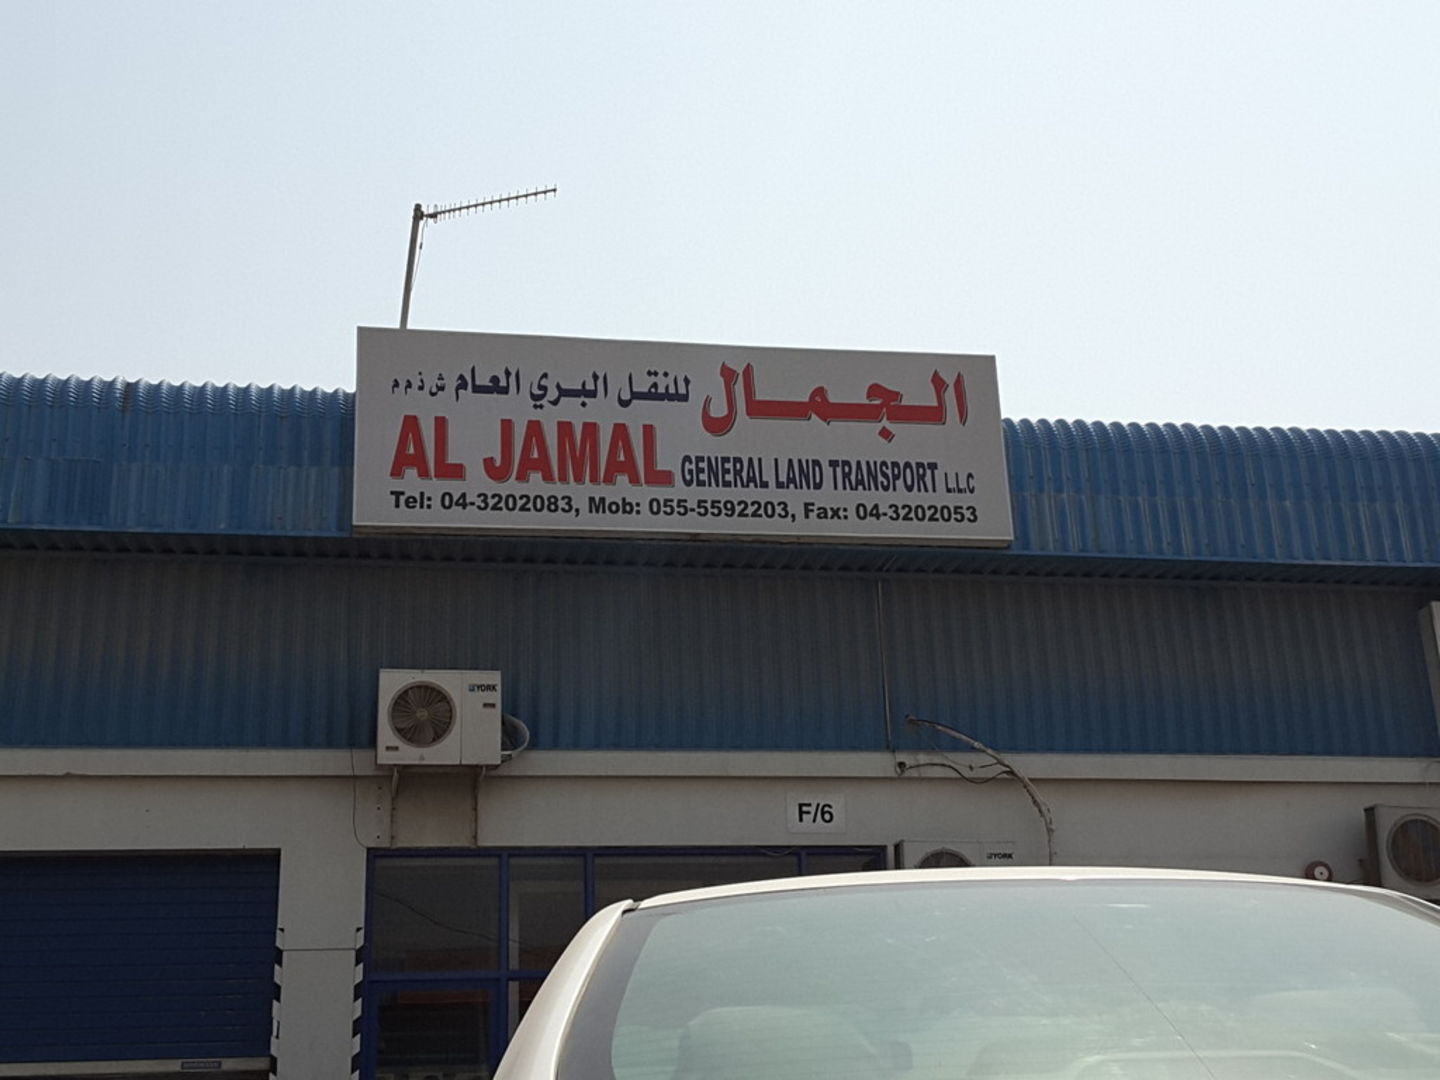 الجمال للنقل البري العام ش ذ م م
AL JAMAL GENERAL LAND TRANSPORT L.L.C
Tel: 04-3202083, Mob: 055-5592203, Fax: 04-3202053
YORK
F/6
YORK
1